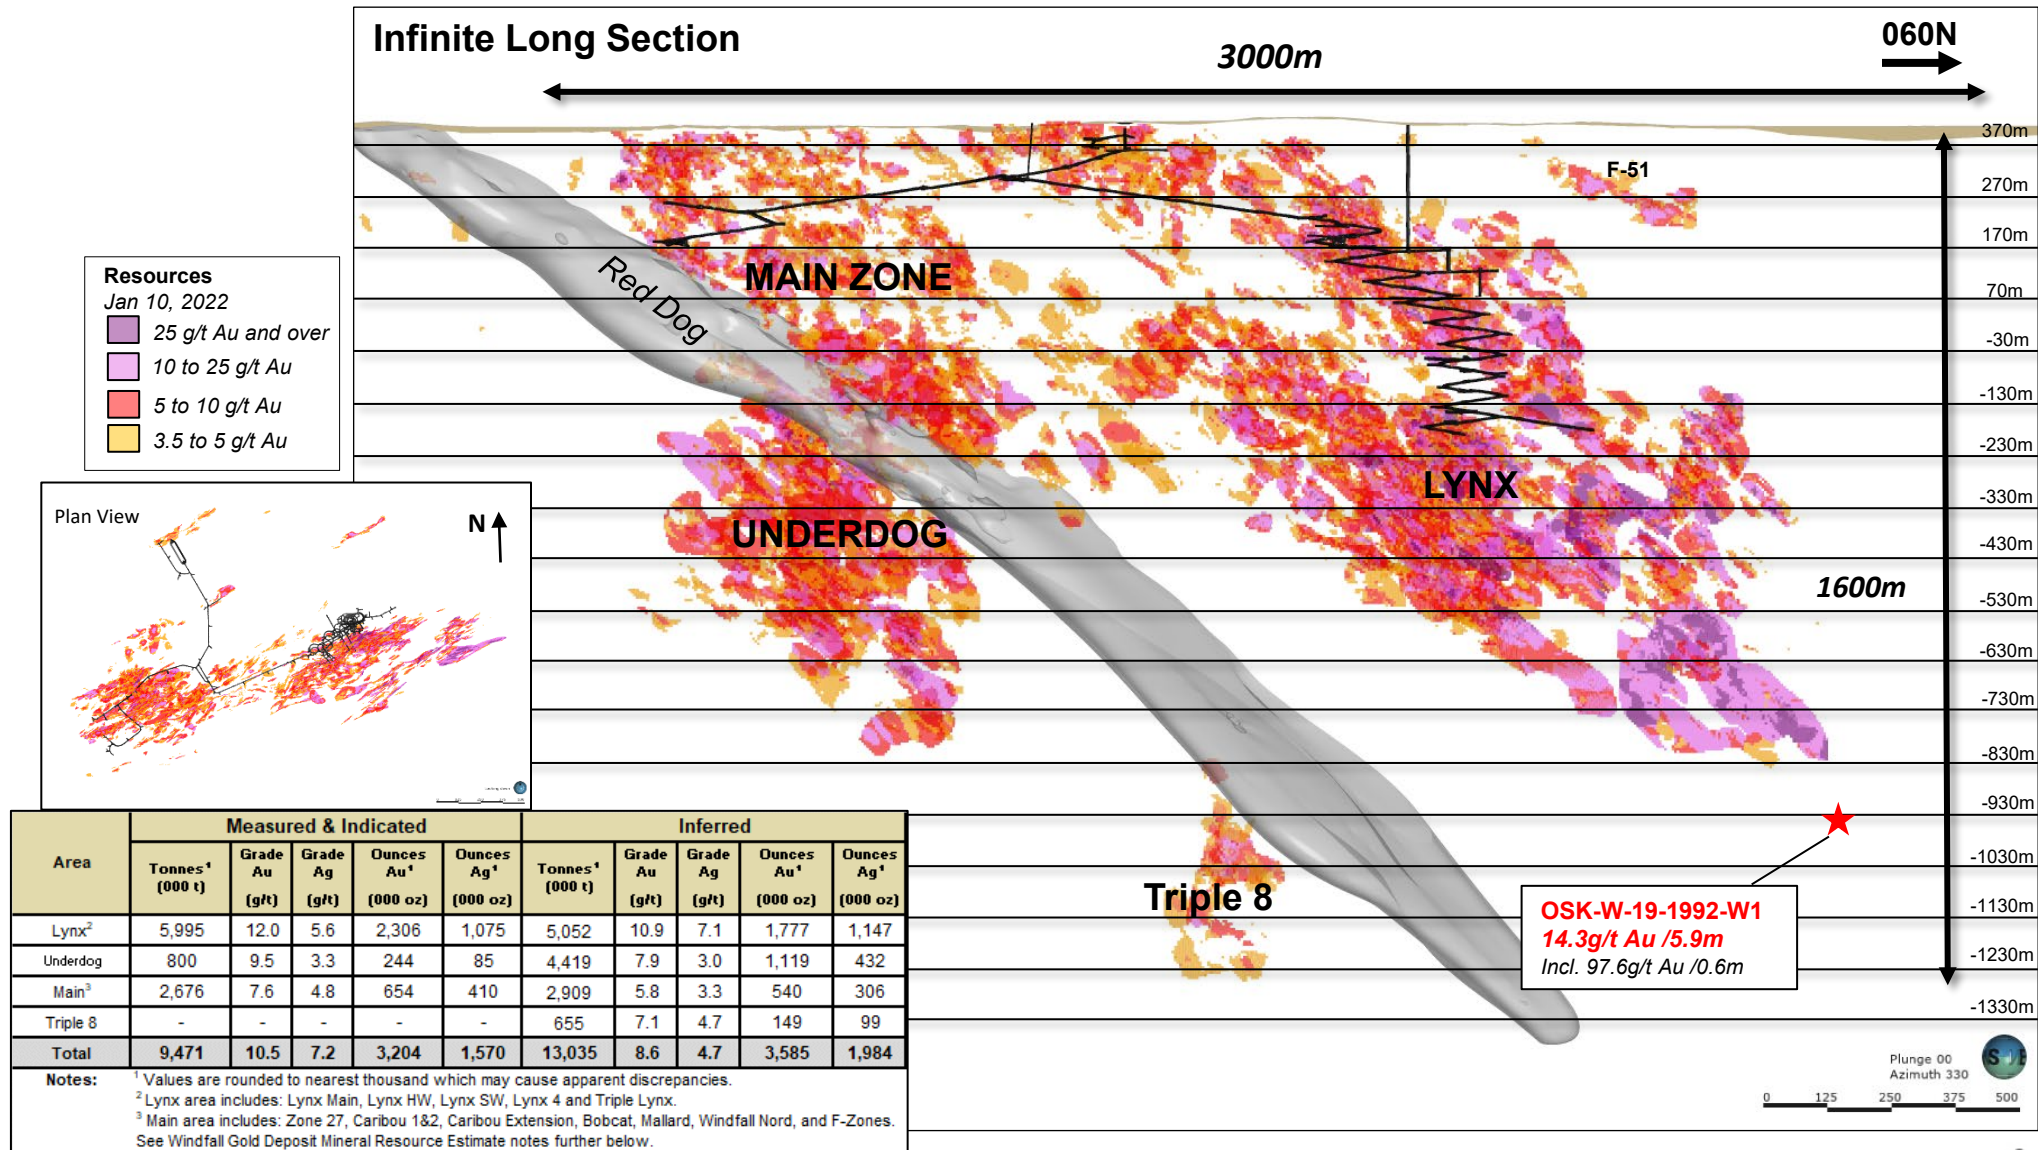 Infinite Long Section
3000m
060N
370m
F-51
270m
170m
Resources
Jan 10, 2022
25 g/t Au and over
10 to 25 g/t Au
5 to 10 g/t Au
3.5 to 5 g/t Au
Red Dog
MAIN ZONE
70m
-30m
-130m
-230m
LYNX
-330m
UNDERDOG
-430m
1600m
-530m
-630m
-730m
-830m
-930m
-1030m
Triple 8
-1130m
-1230m
-1330m
OSK-W-19-1992-W1
14.3g/t Au /5.9m
Incl. 97.6g/t Au /0.6m
Plan View
N
Area Measured & Indicated Inferred
Tonnes¹ (000 t) Grade Au (g/t) Grade Ag (g/t) Ounces Au¹ (000 oz) Ounces Ag¹ (000 oz) Tonnes¹ (000 t) Grade Au (g/t) Grade Ag (g/t) Ounces Au¹ (000 oz) Ounces Ag¹ (000 oz)
Lynx² 5,995 12.0 5.6 2,306 1,075 5,052 10.9 7.1 1,777 1,147
Underdog 800 9.5 3.3 244 85 4,419 7.9 3.0 1,119 432
Main³ 2,676 7.6 4.8 654 410 2,909 5.8 3.3 540 306
Triple 8 - - - - - 655 7.1 4.7 149 99
Total 9,471 10.5 7.2 3,204 1,570 13,035 8.6 4.7 3,585 1,984
Notes: ¹ Values are rounded to nearest thousand which may cause apparent discrepancies.
² Lynx area includes: Lynx Main, Lynx HW, Lynx SW, Lynx 4 and Triple Lynx.
³ Main area includes: Zone 27, Caribou 1&2, Caribou Extension, Bobcat, Mallard, Windfall Nord, and F-Zones.
See Windfall Gold Deposit Mineral Resource Estimate notes further below.
Plunge 00
Azimuth 330
0 125 250 375 500